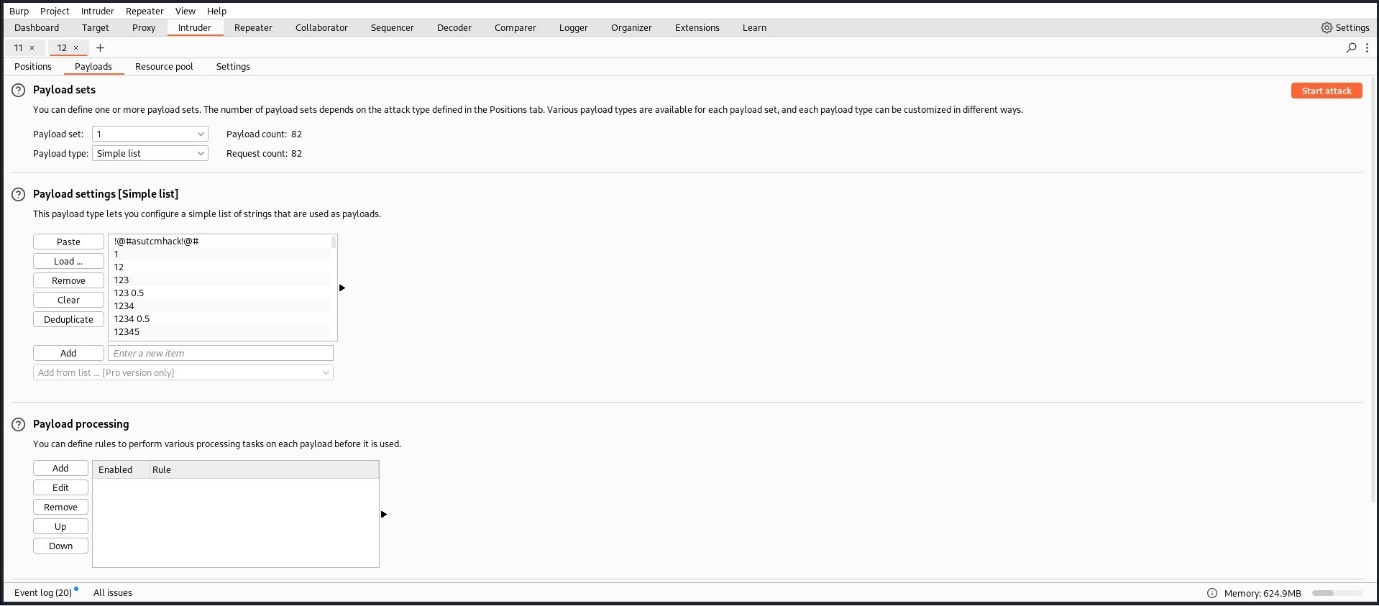 Burp Project Intruder Repeater View Help
Dashboard Target Proxy Intruder Repeater Collaborator Sequencer Decoder Comparer Logger Organizer Extensions Learn Settings
11 × 12 × +
Positions Payloads Resource pool Settings
? Payload sets Start attack
You can define one or more payload sets. The number of payload sets depends on the attack type defined in the Positions tab. Various payload types are available for each payload set, and each payload type can be customized in different ways.
Payload set: 1 Payload count: 82
Payload type: Simple list Request count: 82
? Payload settings [Simple list]
This payload type lets you configure a simple list of strings that are used as payloads.
Paste !@#asutcmhack!@#
1
Load ... 12
Remove 123
123 0.5
Clear 1234
Deduplicate 1234 0.5
12345
Add Enter a new item
Add from list ... [Pro version only]
? Payload processing
You can define rules to perform various processing tasks on each payload before it is used.
Add Enabled Rule
Edit
Remove
Up
Down
Event log (20) All issues Memory: 624.9MB